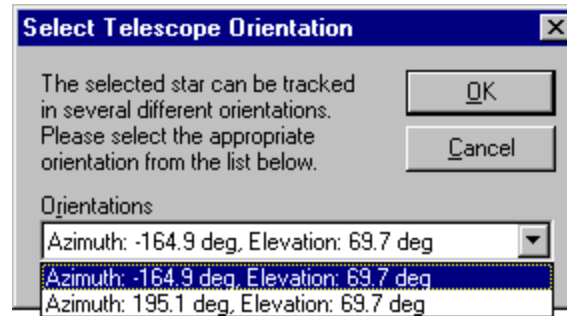 Select Telescope Orientation
The selected star can be tracked
in several different orientations.
Please select the appropriate
orientation from the list below.
OK
Cancel
Orientations
Azimuth: -164.9 deg, Elevation: 69.7 deg
Azimuth: -164.9 deg, Elevation: 69.7 deg
Azimuth: 195.1 deg, Elevation: 69.7 deg